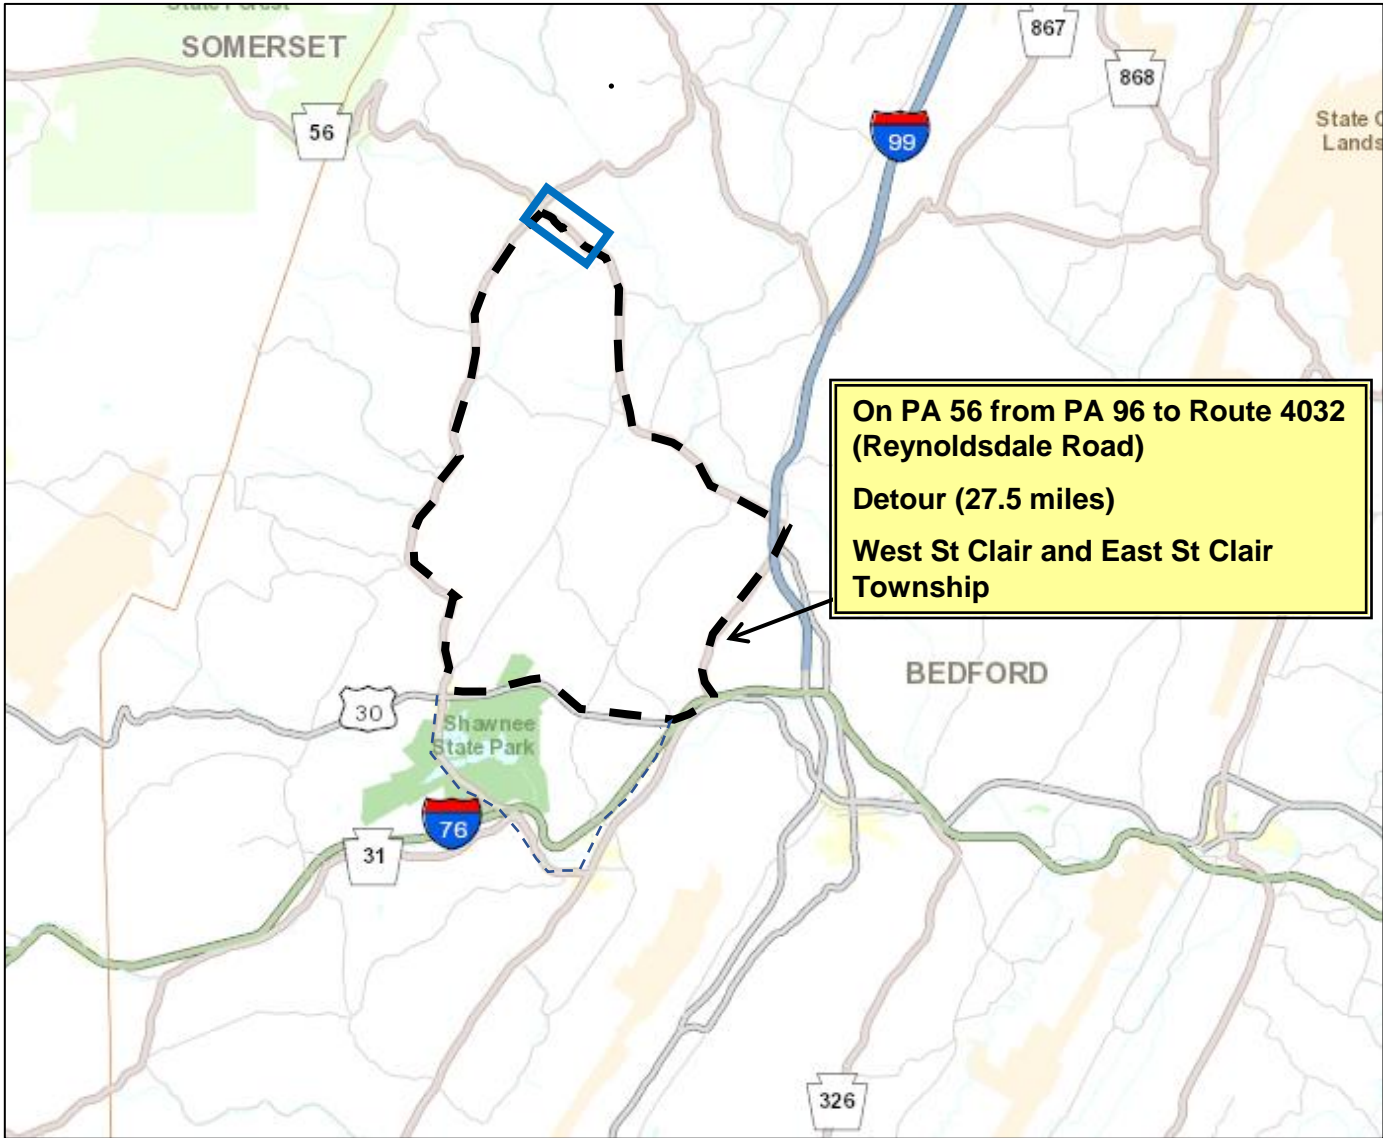 State Forest
SOMERSET
867
868
56
99
State
Lands
On PA 56 from PA 96 to Route 4032
(Reynoldsdale Road)
Detour (27.5 miles)
West St Clair and East St Clair
Township
BEDFORD
30
Shawnee
State Park
76
31
326